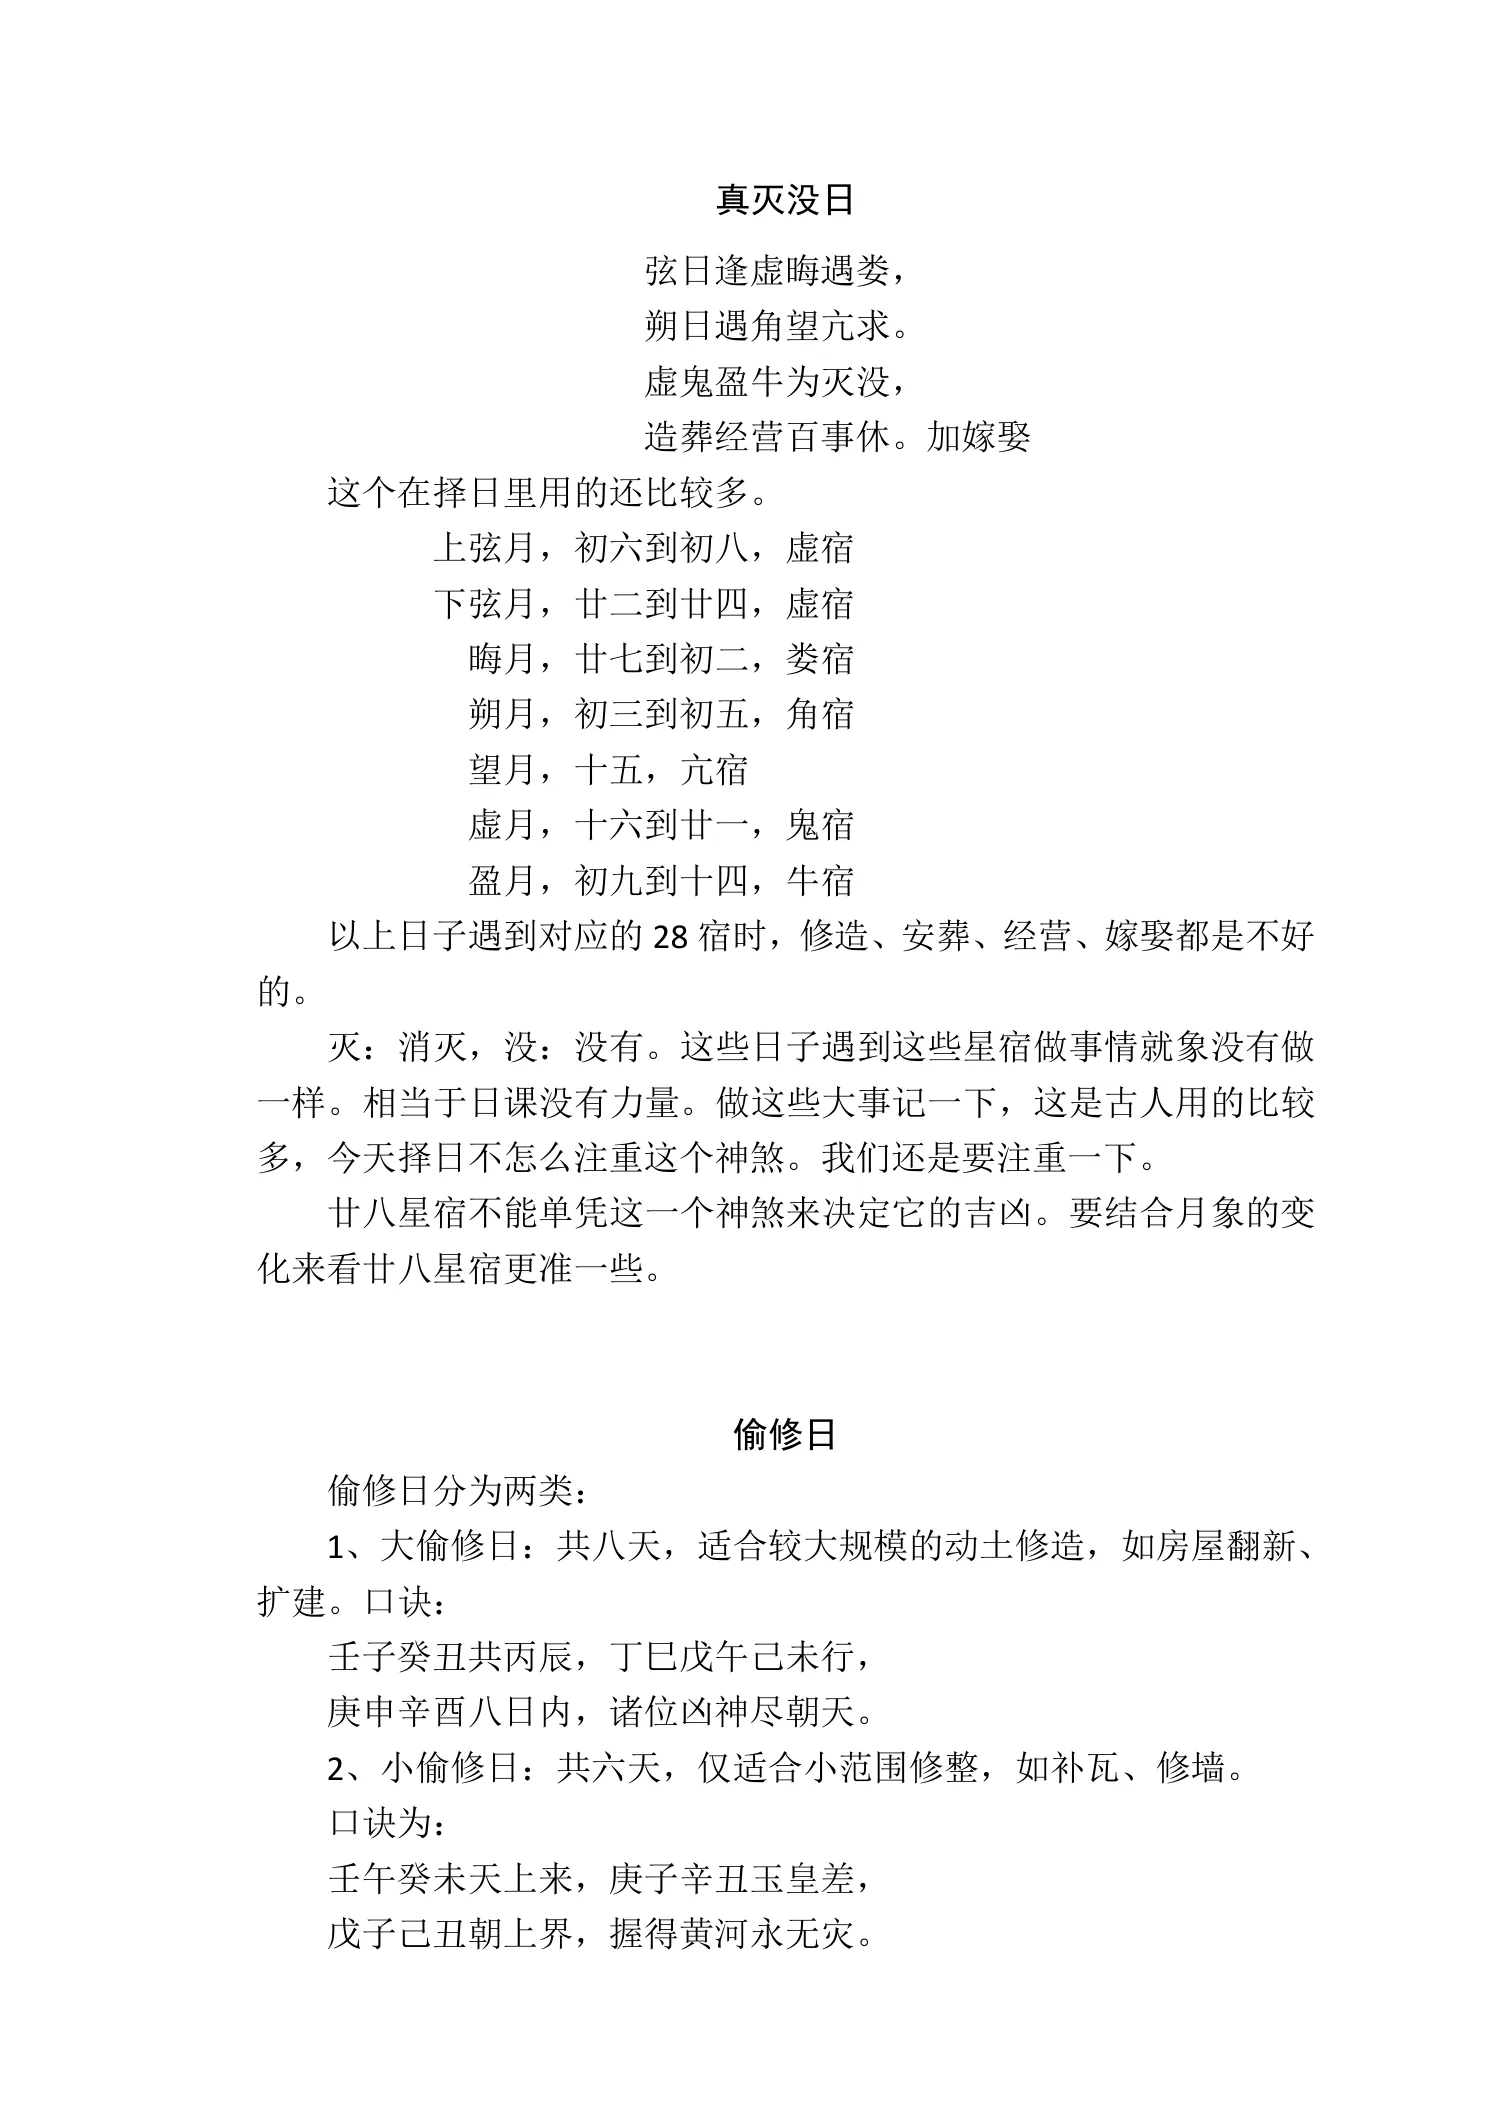 真灭没日
弦日逢虚晦遇娄，
朔日遇角望亢求。
虚鬼盈牛为灭没，
造葬经营百事休。加嫁娶
这个在择日里用的还比较多。
上弦月，初六到初八，虚宿
下弦月，廿二到廿四，虚宿
晦月，廿七到初二，娄宿
朔月，初三到初五，角宿
望月，十五，亢宿
虚月，十六到廿一，鬼宿
盈月，初九到十四，牛宿
以上日子遇到对应的 28 宿时，修造、安葬、经营、嫁娶都是不好
的。
灭：消灭，没：没有。这些日子遇到这些星宿做事情就象没有做
一样。相当于日课没有力量。做这些大事记一下，这是古人用的比较
多，今天择日不怎么注重这个神煞。我们还是要注重一下。
廿八星宿不能单凭这一个神煞来决定它的吉凶。要结合月象的变
化来看廿八星宿更准一些。
偷修日
偷修日分为两类：
1、大偷修日：共八天，适合较大规模的动土修造，如房屋翻新、
扩建。口诀：
壬子癸丑共丙辰，丁巳戊午己未行，
庚申辛酉八日内，诸位凶神尽朝天。
2、小偷修日：共六天，仅适合小范围修整，如补瓦、修墙。
口诀为：
壬午癸未天上来，庚子辛丑玉皇差，
戊子己丑朝上界，握得黄河永无灾。